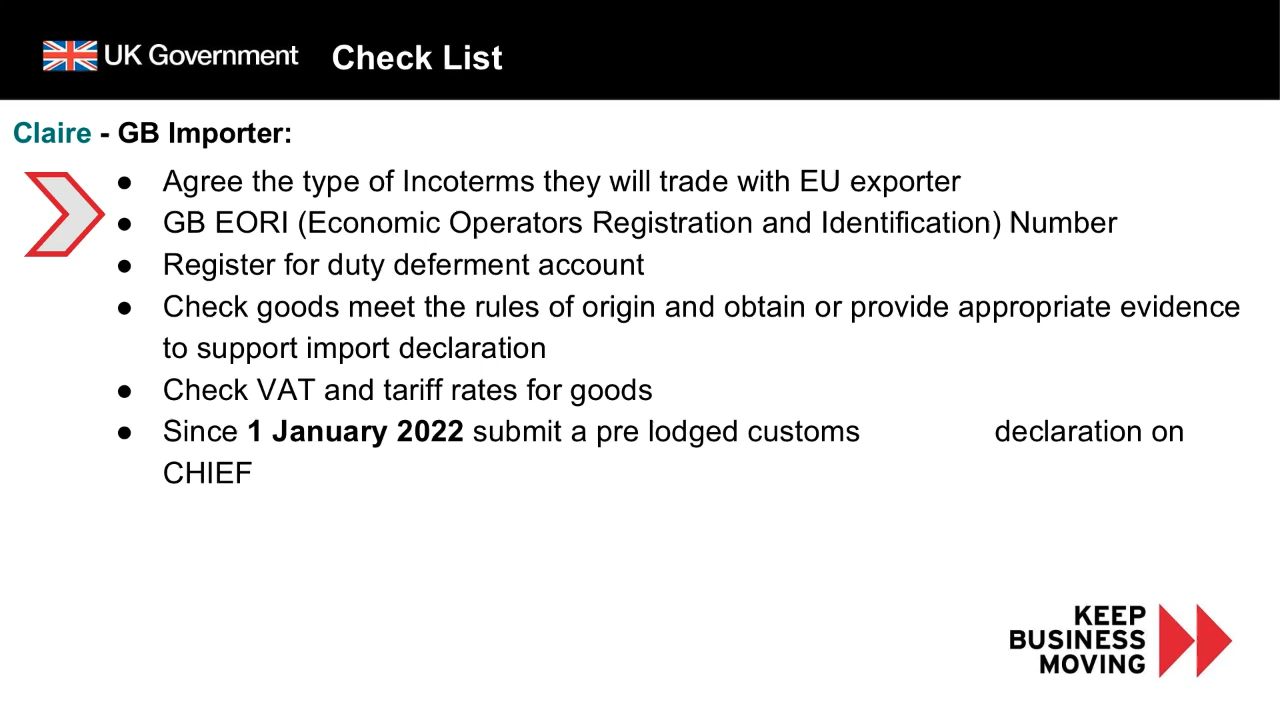 UK Government Check List
Claire - GB Importer:
● Agree the type of Incoterms they will trade with EU exporter
● GB EORI (Economic Operators Registration and Identification) Number
● Register for duty deferment account
● Check goods meet the rules of origin and obtain or provide appropriate evidence
to support import declaration
● Check VAT and tariff rates for goods
● Since 1 January 2022 submit a pre lodged customs declaration on
CHIEF
KEEP
BUSINESS
MOVING